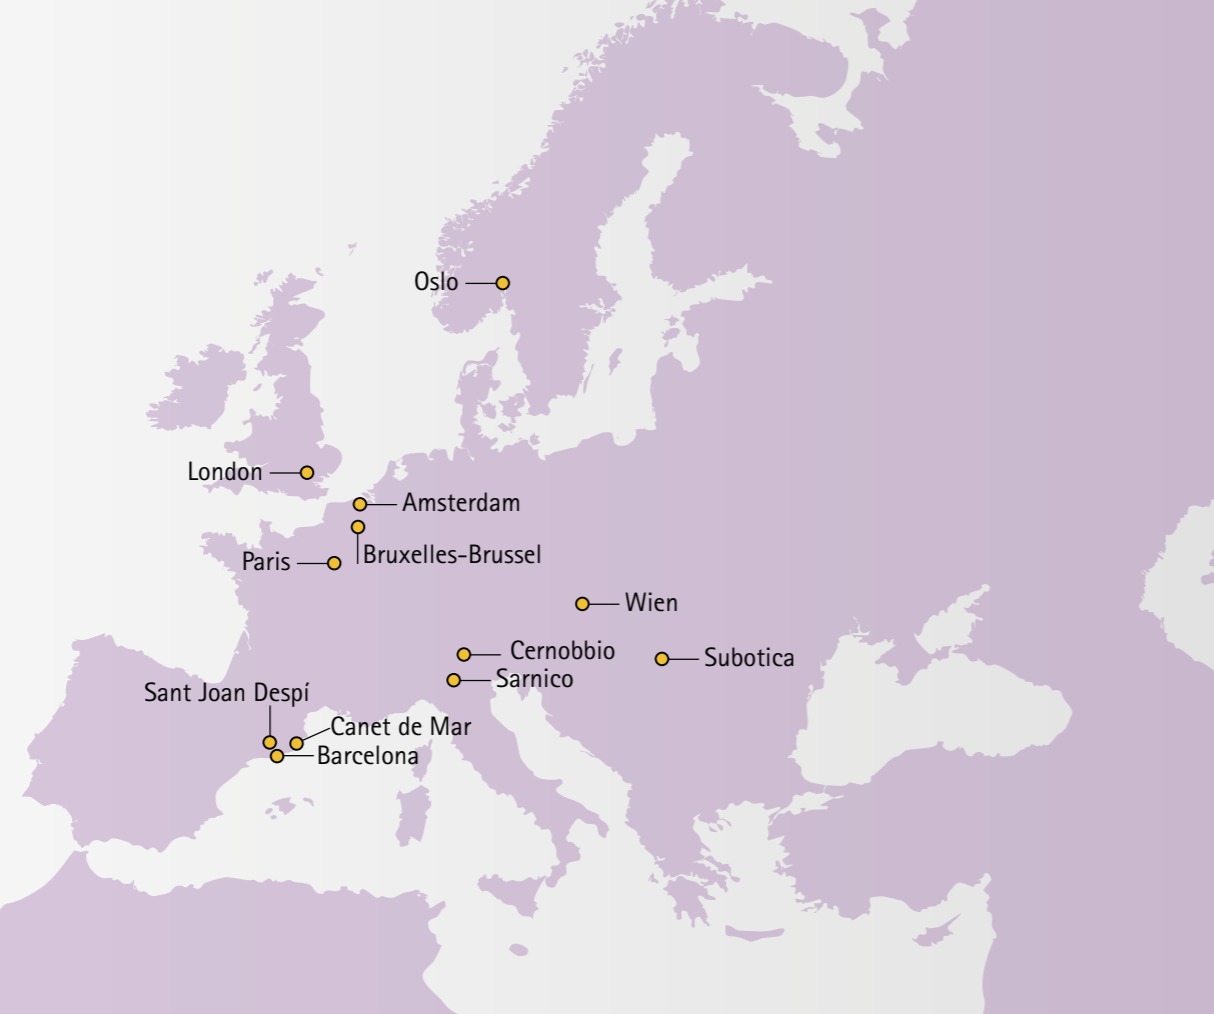 Oslo
London
Amsterdam
Bruxelles-Brussel
Paris
Wien
Cernobbio
Subotica
Sarnico
Sant Joan Despí
Canet de Mar
Barcelona